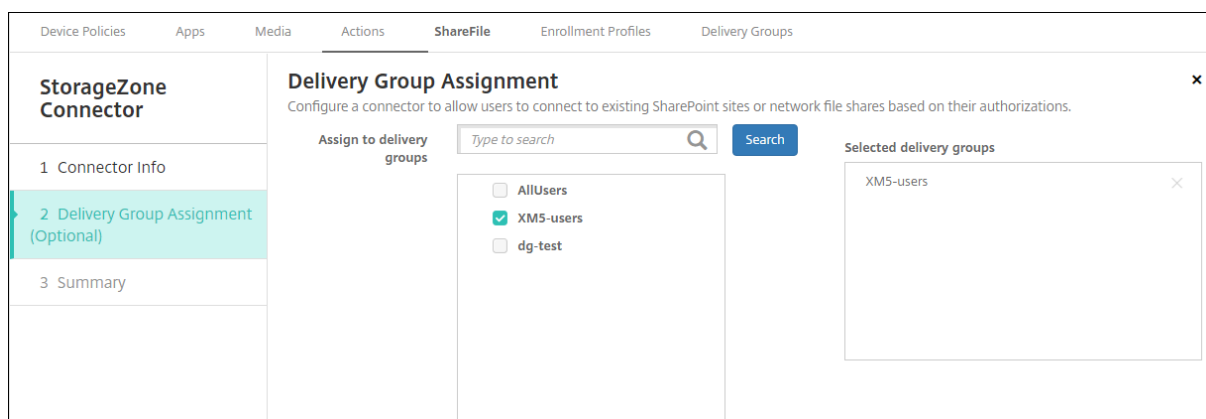 Device Policies Apps Media Actions ShareFile Enrollment Profiles Delivery Groups
StorageZone
Connector
1 Connector Info
2 Delivery Group Assignment
(Optional)
3 Summary
Delivery Group Assignment
Configure a connector to allow users to connect to existing SharePoint sites or network file shares based on their authorizations.
Assign to delivery
groups
Type to search
Search
AllUsers
XM5-users
dg-test
Selected delivery groups
XM5-users